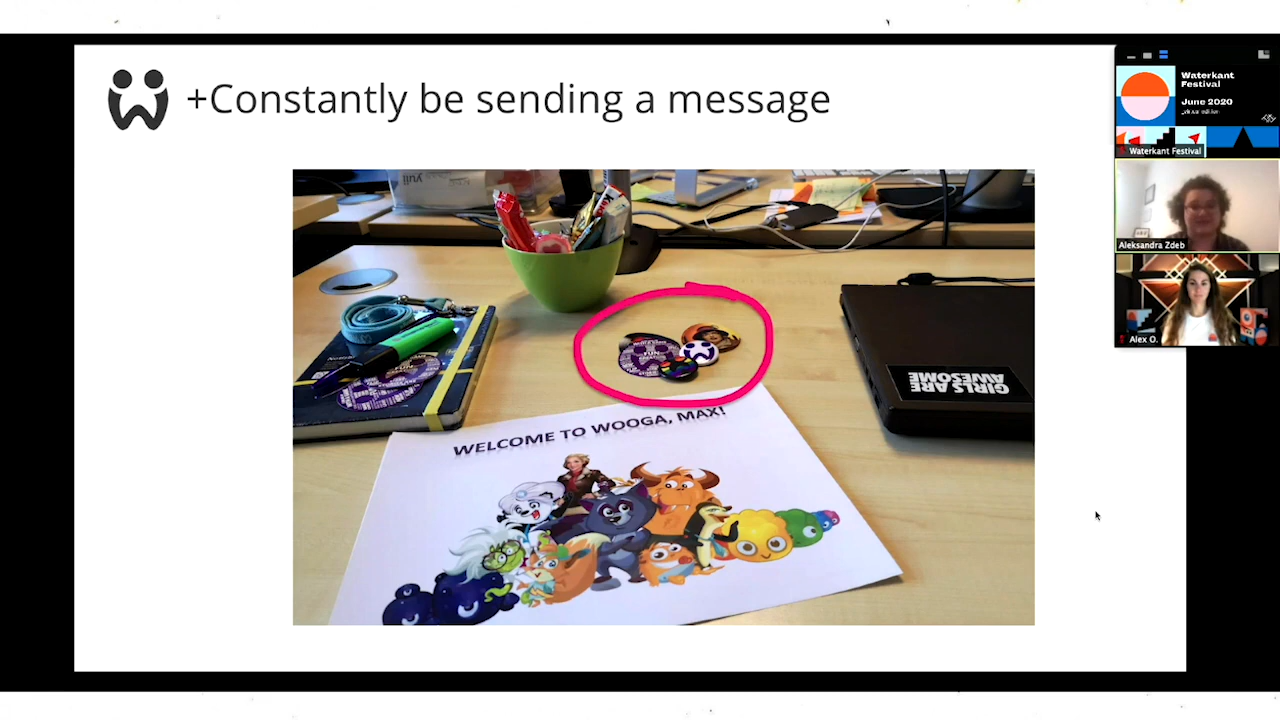 +Constantly be sending a message
Waterkant
Festival
June 2020
Waterkant Festival
Aleksandra Zdeb
Alex O.
GIRLS ARE
AWESOME
FUN
WELCOME TO WOOGA, MAX!